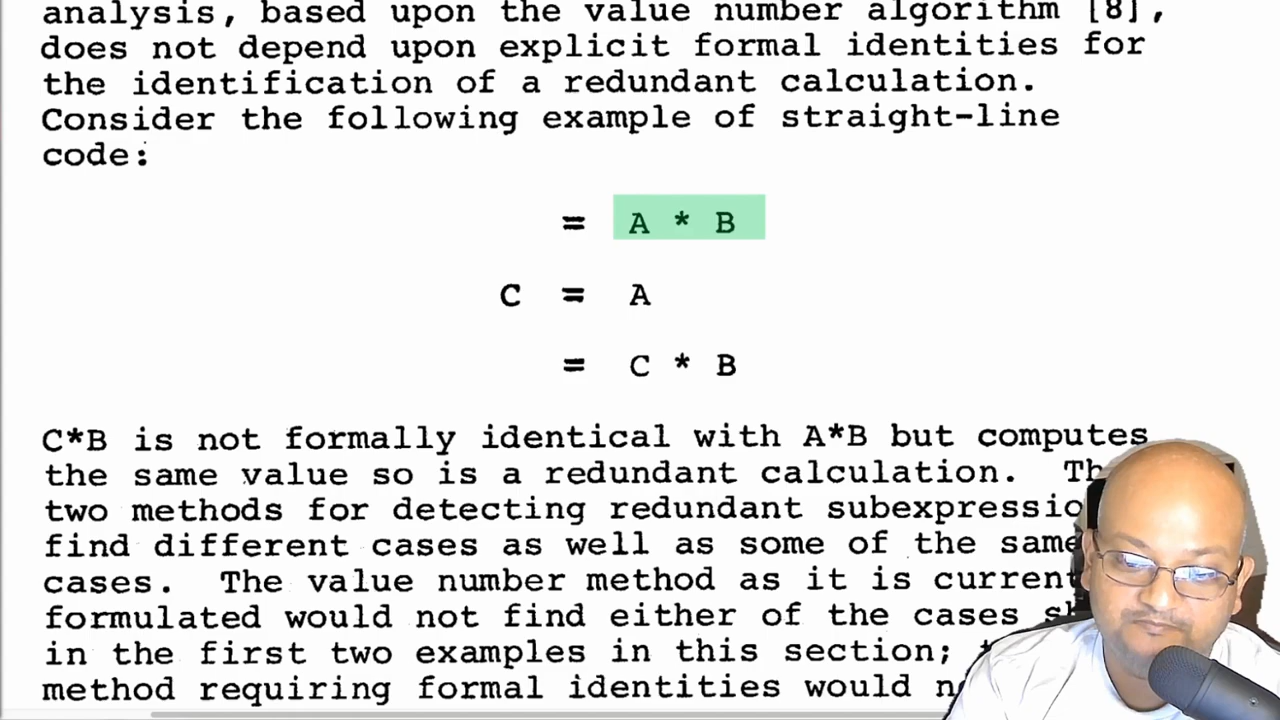 analysis, based upon the value number algorithm [8],
does not depend upon explicit formal identities for
the identification of a redundant calculation.
Consider the following example of straight-line
code:
= A * B
C = A
= C * B
C*B is not formally identical with A*B but computes
the same value so is a redundant calculation.
two methods for detecting redundant
find different cases as well as some of the same
cases. The value number method as it is
formulated would not find either of the cases
in the first two examples in this section;
method requiring formal identities would